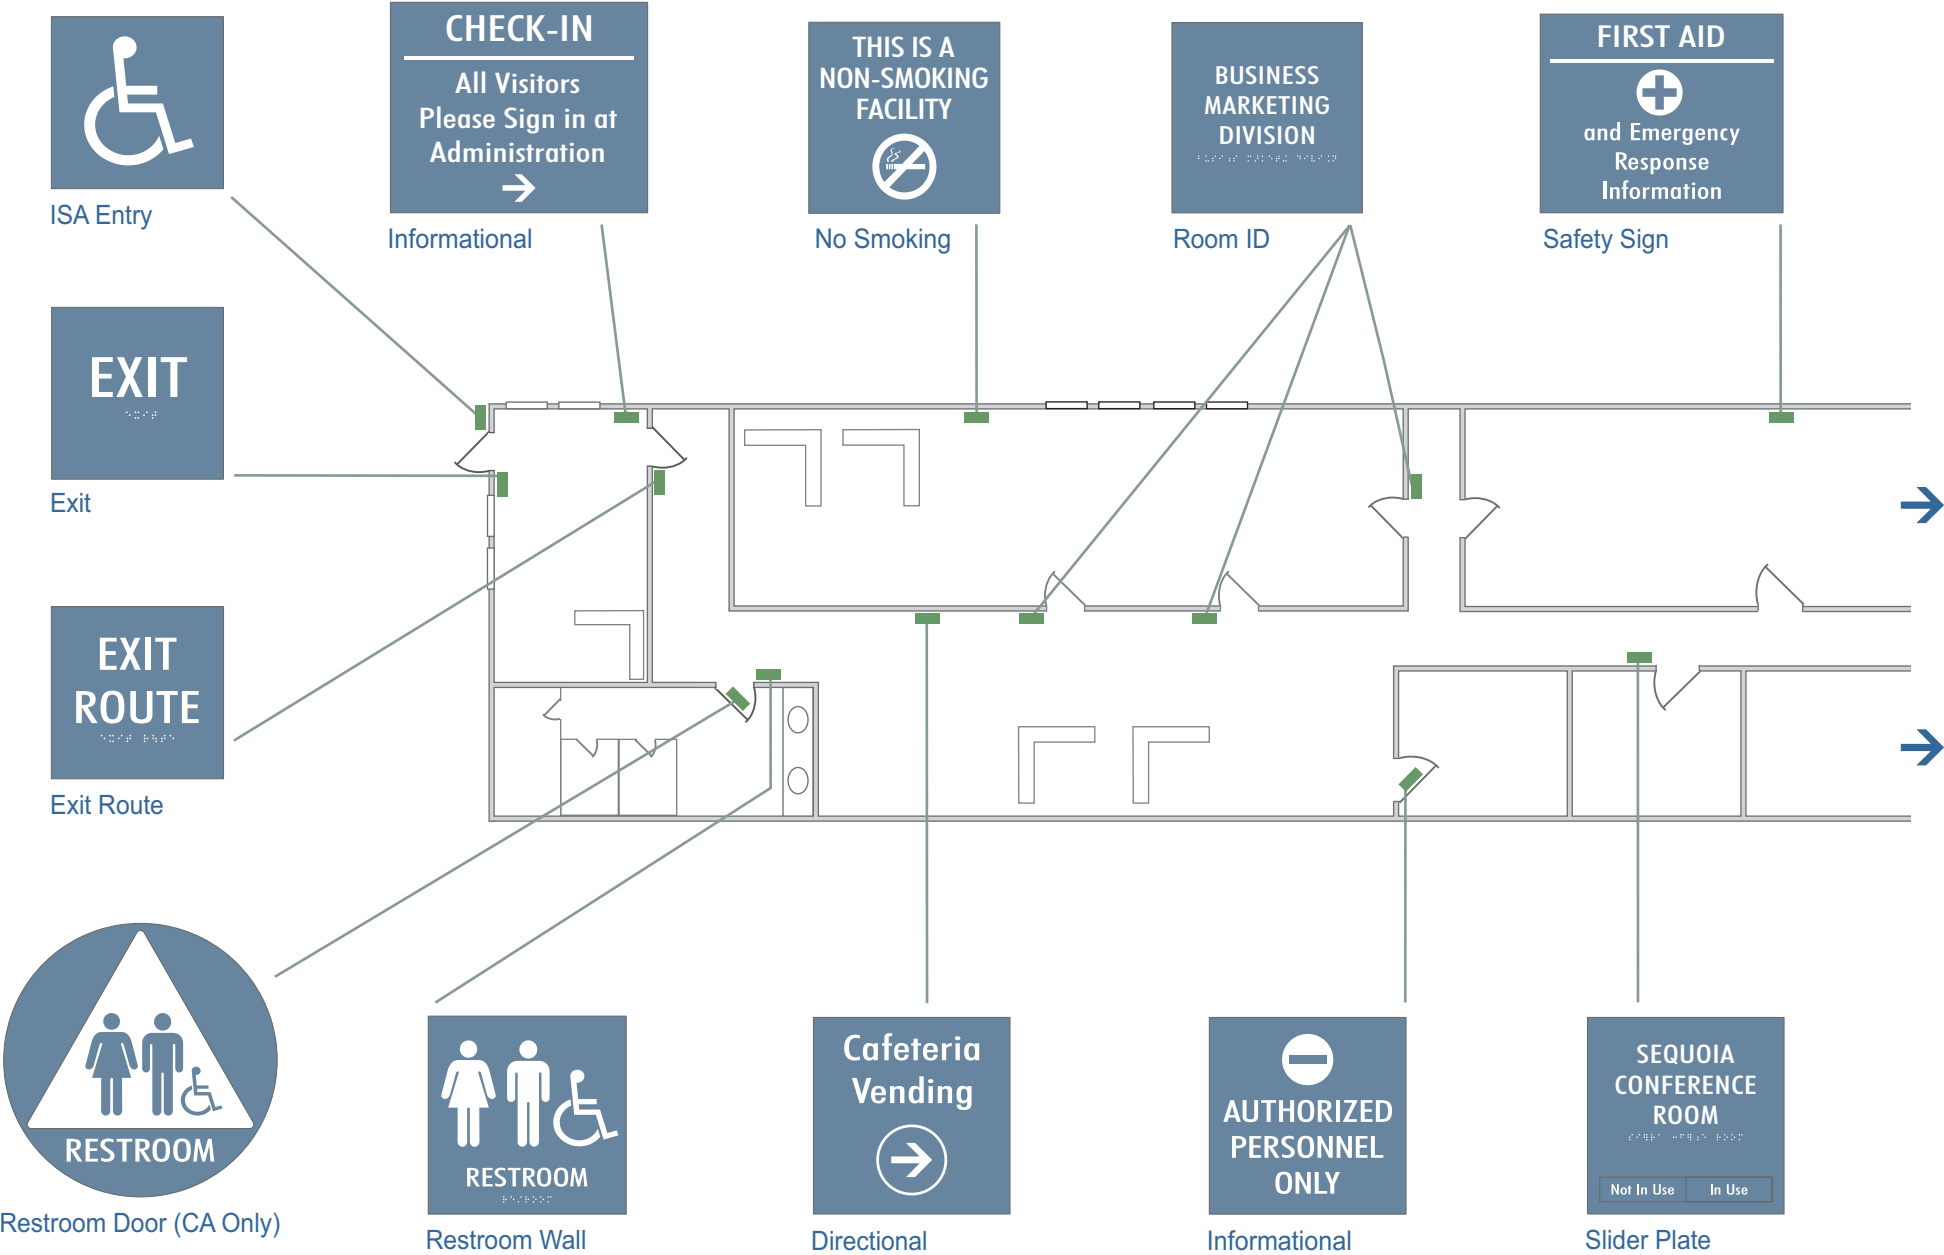 CHECK-IN
All Visitors
Please Sign in at
Administration
Informational
THIS IS A
NON-SMOKING
FACILITY
No Smoking
BUSINESS
MARKETING
DIVISION
Room ID
FIRST AID
and Emergency
Response
Information
Safety Sign
ISA Entry
EXIT
Exit
EXIT
ROUTE
Exit Route
RESTROOM
Restroom Door (CA Only)
RESTROOM
Restroom Wall
Cafeteria
Vending
Directional
AUTHORIZED
PERSONNEL
ONLY
Informational
SEQUOIA
CONFERENCE
ROOM
Not In Use
In Use
Slider Plate